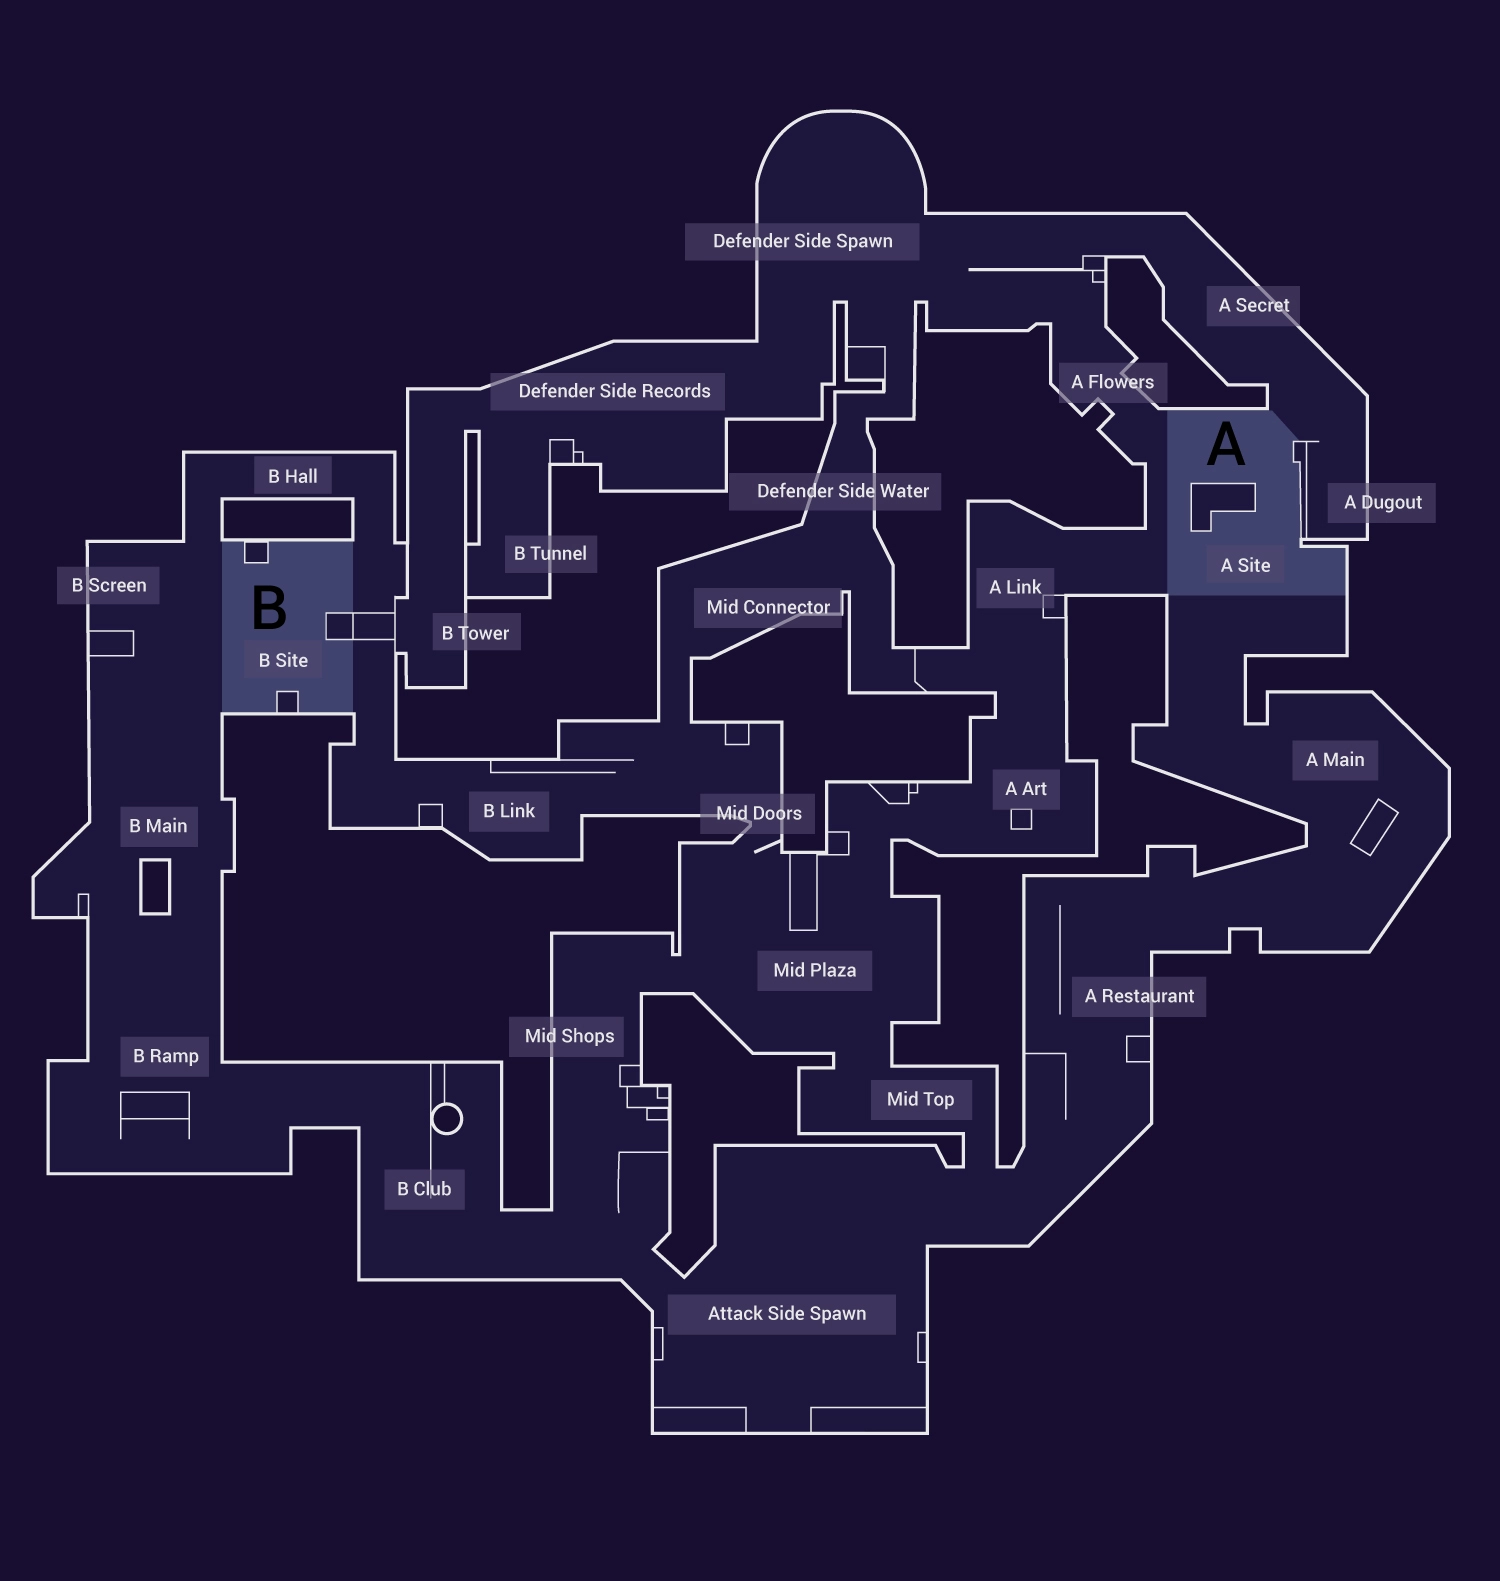 Defender Side Spawn
A Secret
A Flowers
Defender Side Records
A
B Hall
Defender Side Water
A Dugout
B Tunnel
A Site
B Screen
A Link
B
Mid Connector
B Tower
B Site
A Main
A Art
B Link
Mid Doors
B Main
Mid Plaza
A Restaurant
Mid Shops
B Ramp
Mid Top
B Club
Attack Side Spawn